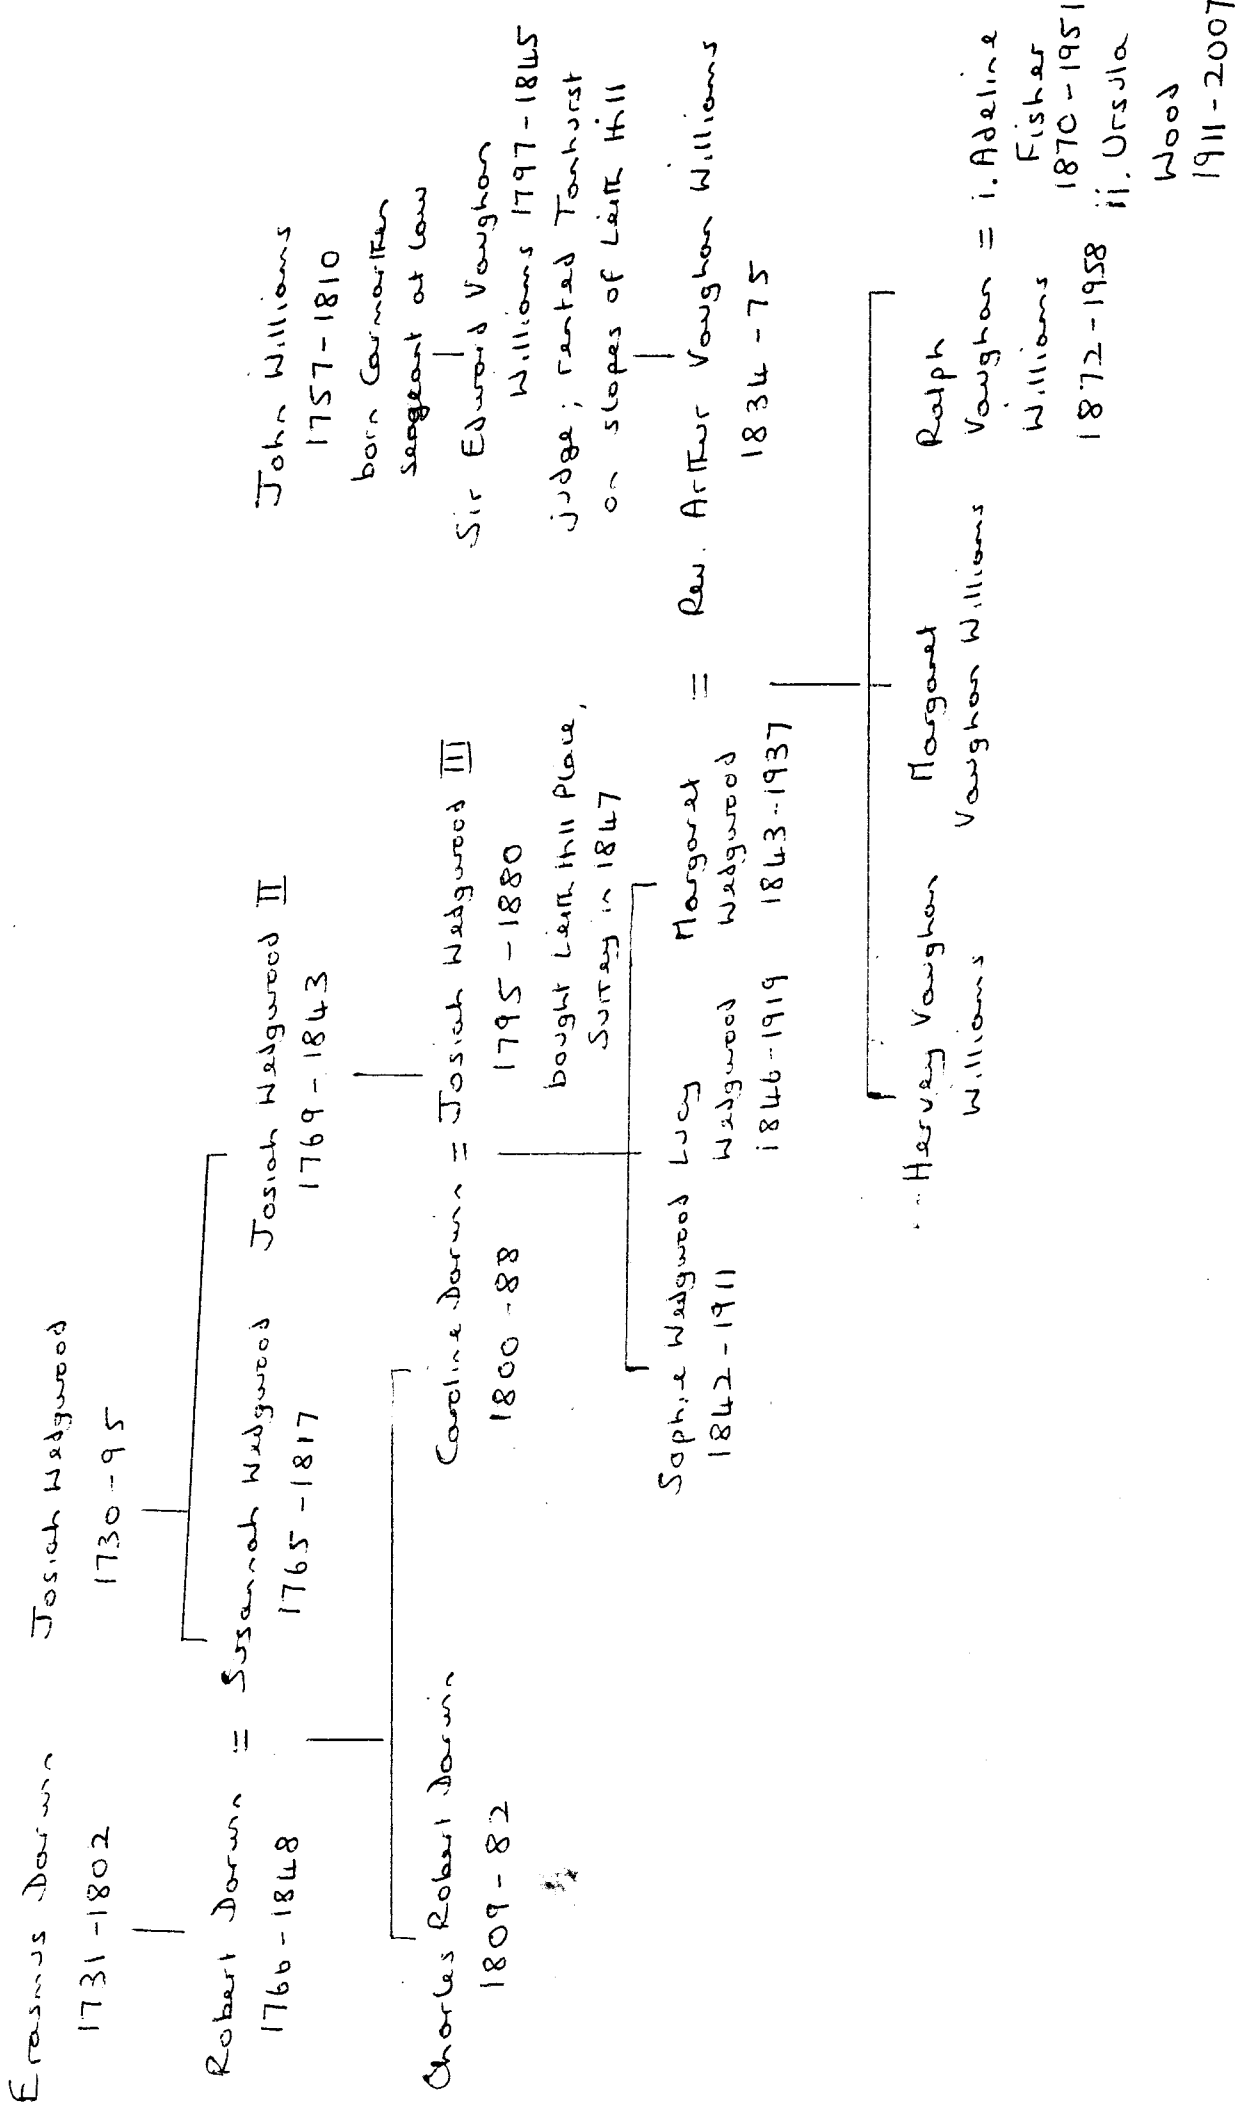 Erasmus Darwin
1731-1802
Josiah Wedgwood
1730-95
Robert Darwin = Susannah Wedgwood
1766-1848
1765-1817
Josiah Wedgwood II
1769-1843
John Williams
1757-1810
born Carmarthen
sergeant at law
Charles Robert Darwin
1809-82
Caroline Darwin = Josiah Wedgwood III
1800-88
1795-1880
bought Leith Hill Place,
Surrey in 1847
Sir Edward Vaughan
Williams 1797-1845
judge; rented Tanhurst
on slopes of Leith Hill
Sophie Wedgwood
1842-1911
Lucy
Wedgwood
1846-1919
Margaret
Wedgwood
1843-1937
= Rev. Arthur Vaughan Williams
1834-75
Hervey Vaughan
Williams
Margaret
Vaughan Williams
Ralph
Vaughan =
Williams
1872-1958
i. Adeline
Fisher
1870-1951
ii. Ursula
Wood
1911-2007